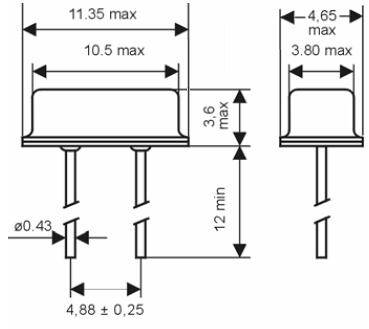 11.35 max
4,65
max
10.5 max
3.80 max
3,6
max
12 min
ø0.43
4,88 ± 0,25